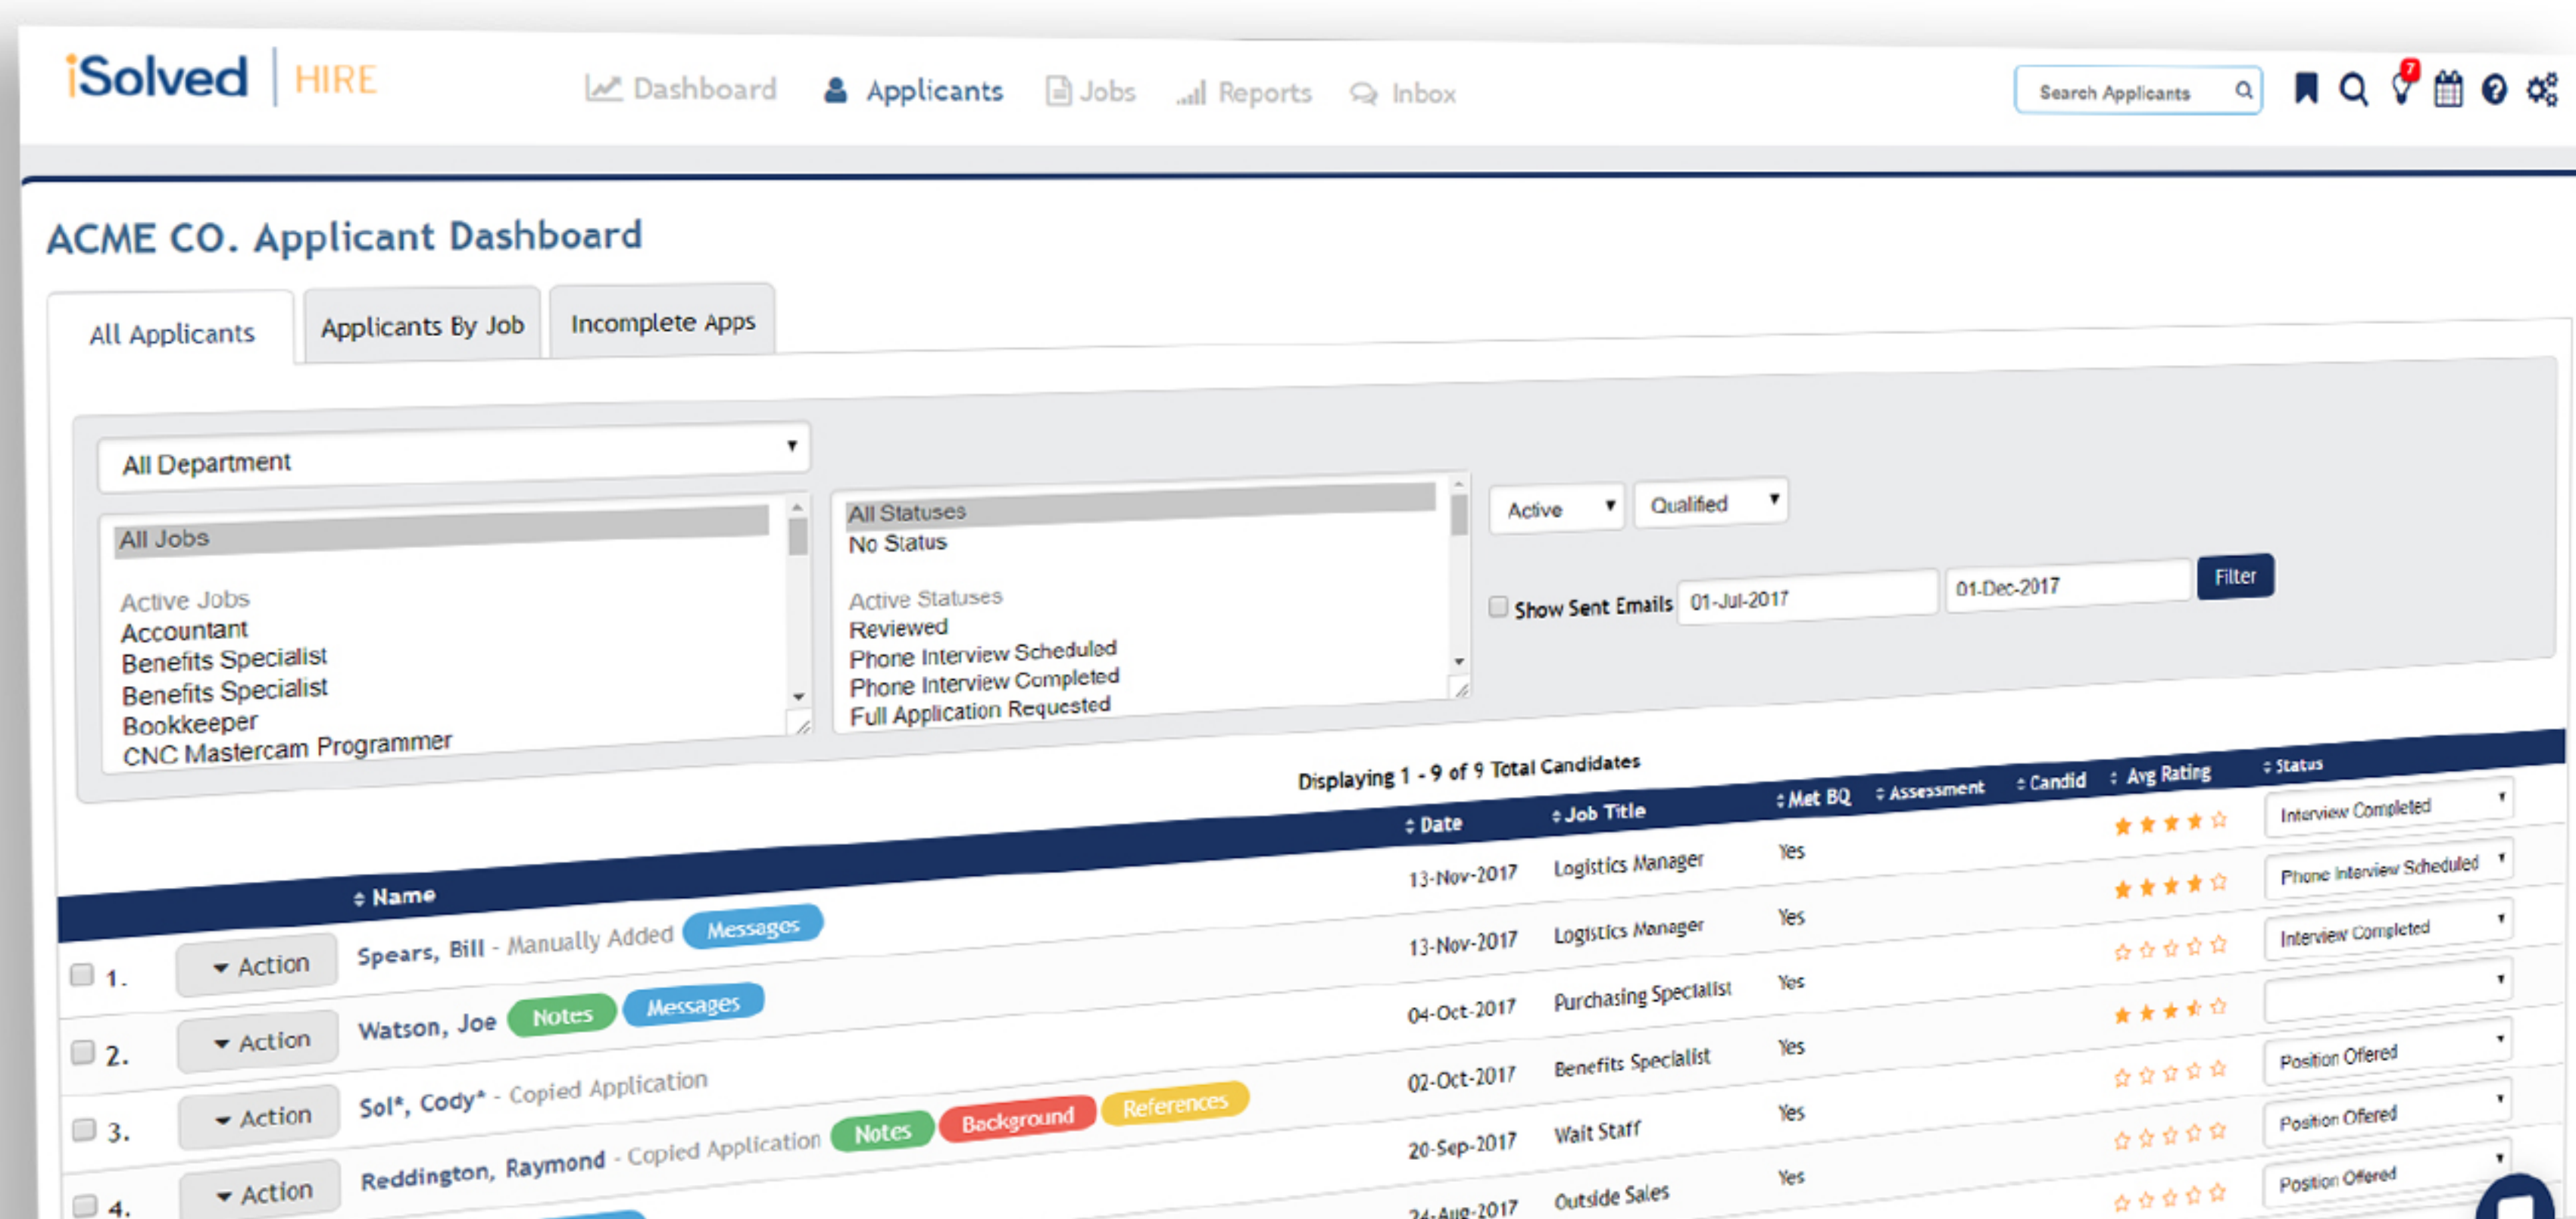 iSolved | HIRE
Dashboard Applicants Jobs Reports Inbox
Search Applicants
7
ACME CO. Applicant Dashboard
All Applicants Applicants By Job Incomplete Apps
All Department
All Jobs
Active Jobs
Accountant
Benefits Specialist
Benefits Specialist
Bookkeeper
CNC Mastercam Programmer
All Statuses
No Status
Active Statuses
Reviewed
Phone Interview Scheduled
Phone Interview Completed
Full Application Requested
Active Qualified
Show Sent Emails 01-Jul-2017 01-Dec-2017 Filter
Displaying 1 - 9 of 9 Total Candidates
Name Date Job Title Met BQ Assessment Candid Avg Rating Status
1. Action Spears, Bill - Manually Added Messages 13-Nov-2017 Logistics Manager Yes Interview Completed
2. Action Watson, Joe Notes Messages 13-Nov-2017 Logistics Manager Yes Phone Interview Scheduled
3. Action Sol*, Cody* - Copied Application 04-Oct-2017 Purchasing Specialist Yes Interview Completed
4. Action Reddington, Raymond - Copied Application Notes Background References 02-Oct-2017 Benefits Specialist Yes
20-Sep-2017 Wait Staff Yes Position Offered
24-Aug-2017 Outside Sales Yes Position Offered
Position Offered